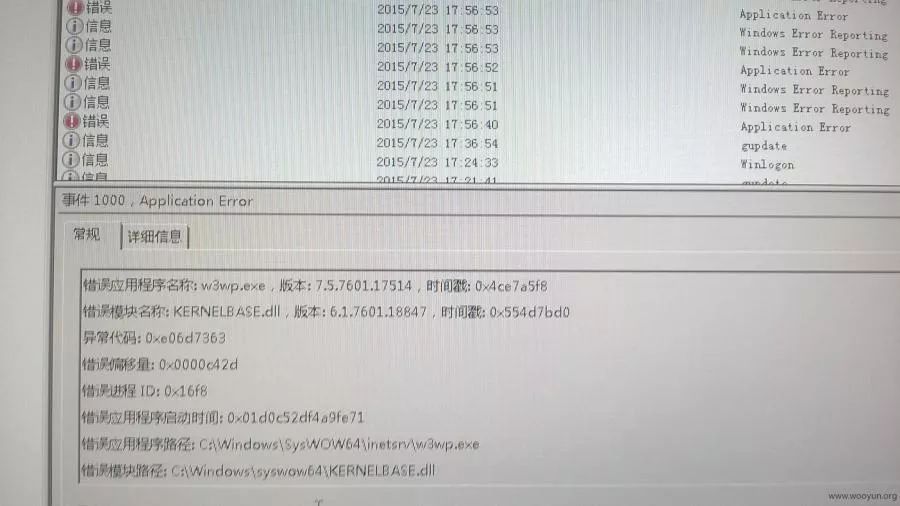 错误 2015/7/23 17:56:53 Application Error
信息 2015/7/23 17:56:53 Windows Error Reporting
信息 2015/7/23 17:56:53 Windows Error Reporting
错误 2015/7/23 17:56:52 Application Error
信息 2015/7/23 17:56:51 Windows Error Reporting
信息 2015/7/23 17:56:51 Windows Error Reporting
错误 2015/7/23 17:56:40 Application Error
信息 2015/7/23 17:36:54 gupdate
信息 2015/7/23 17:24:33 Winlogon
信息 2015/7/23 17:21:41 gupdate
事件 1000，Application Error
常规 详细信息
错误应用程序名称: w3wp.exe，版本: 7.5.7601.17514，时间戳: 0x4ce7a5f8
错误模块名称: KERNELBASE.dll，版本: 6.1.7601.18847，时间戳: 0x554d7bd0
异常代码: 0xe06d7363
错误偏移量: 0x0000c42d
错误进程 ID: 0x16f8
错误应用程序启动时间: 0x01d0c52df4a9fe71
错误应用程序路径: C:\Windows\SysWOW64\inetsrv\w3wp.exe
错误模块路径: C:\Windows\syswow64\KERNELBASE.dll
www.wooyun.org